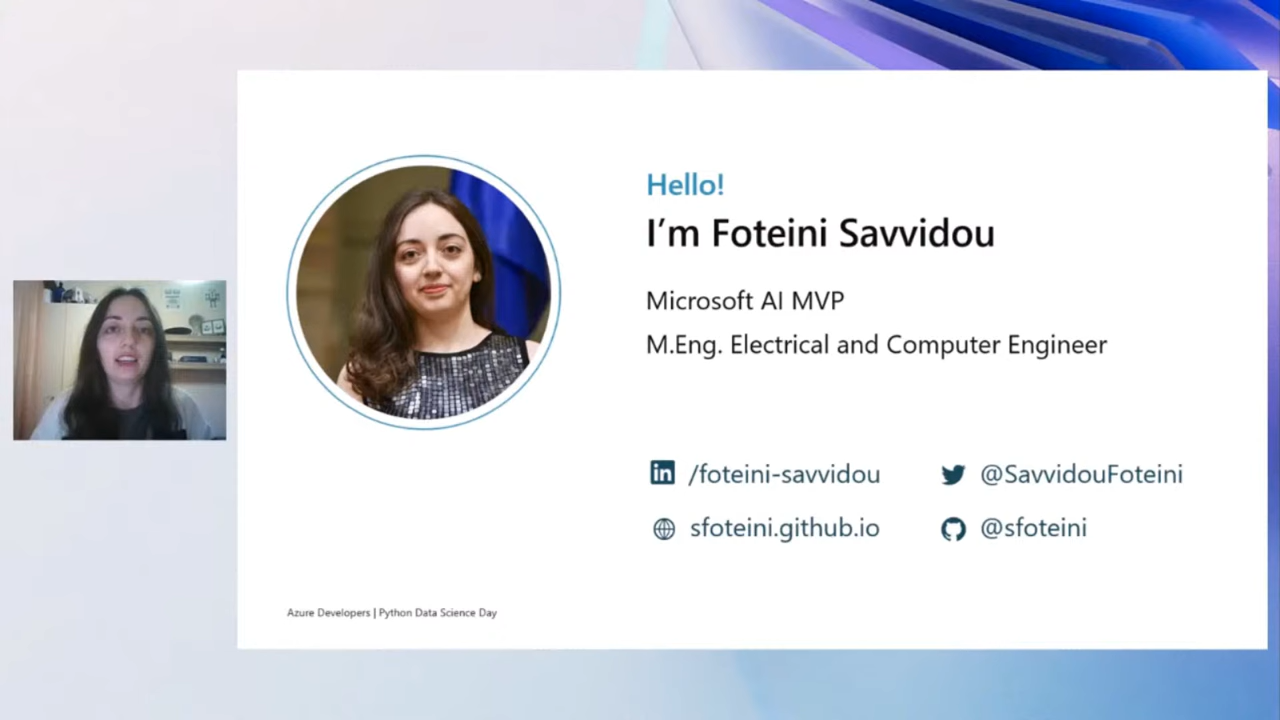 Hello!
I’m Foteini Savvidou
Microsoft AI MVP
M.Eng. Electrical and Computer Engineer
/foteini-savvidou
@SavvidouFoteini
sfoteini.github.io
@sfoteini
Azure Developers | Python Data Science Day